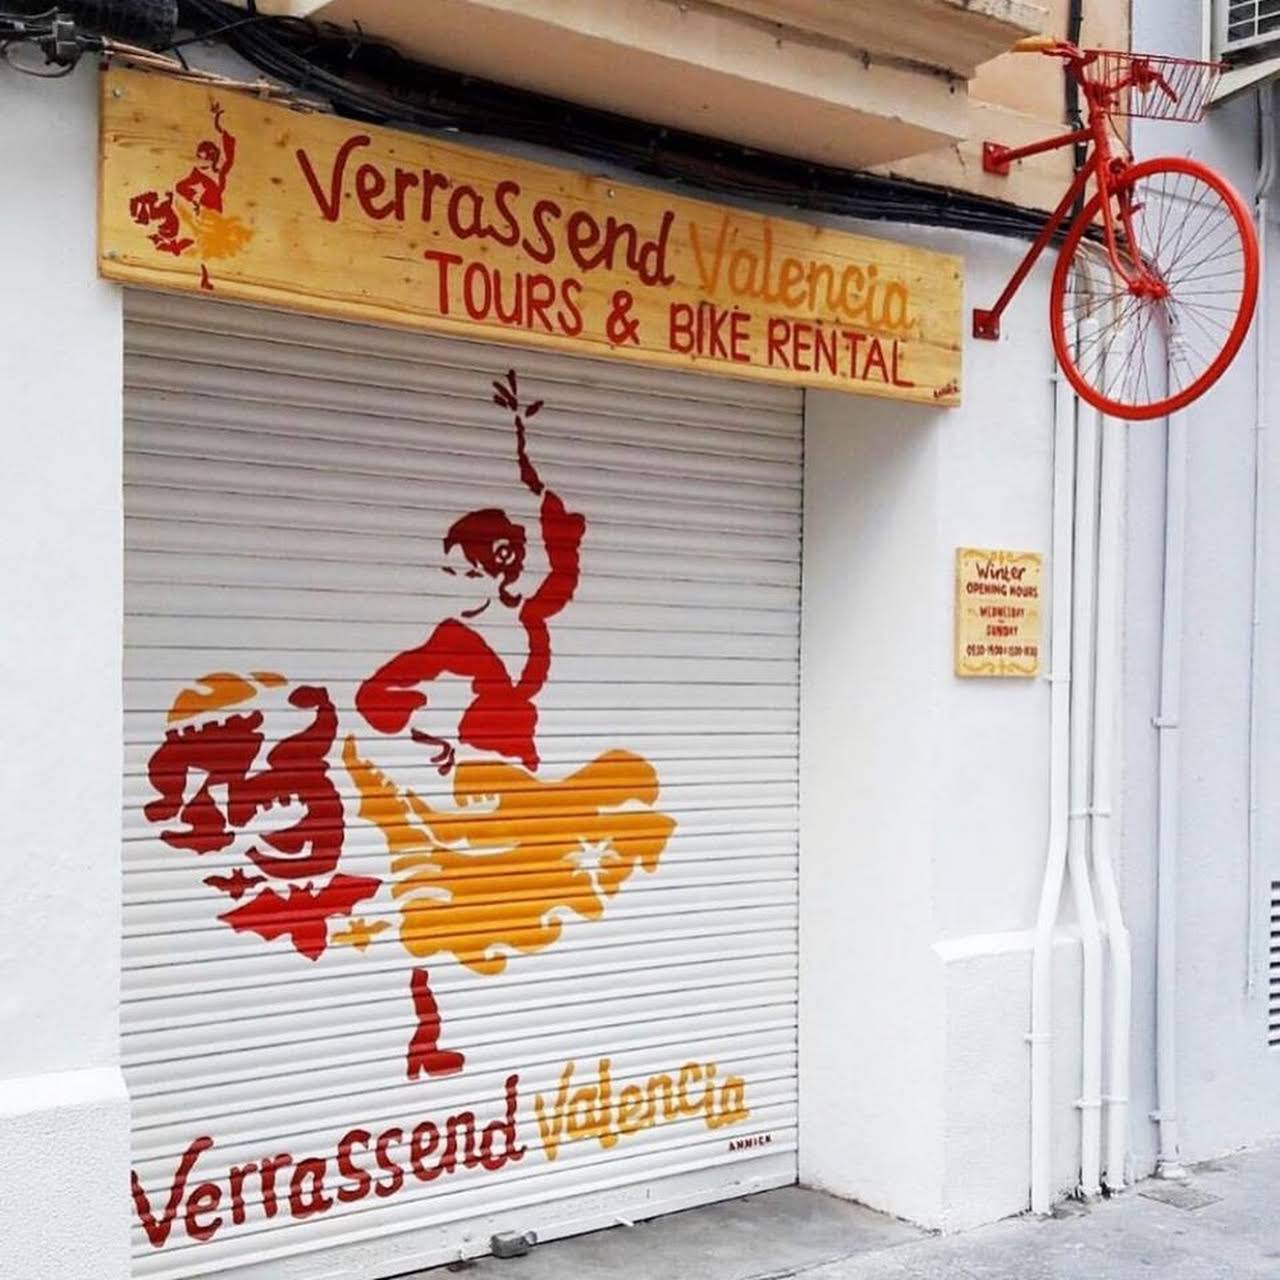 Verrassend Valencia
TOURS & BIKE RENTAL
Winter
OPENING HOURS
WEDNESDAY
SUNDAY
Verrassend Valencia
ANNICK